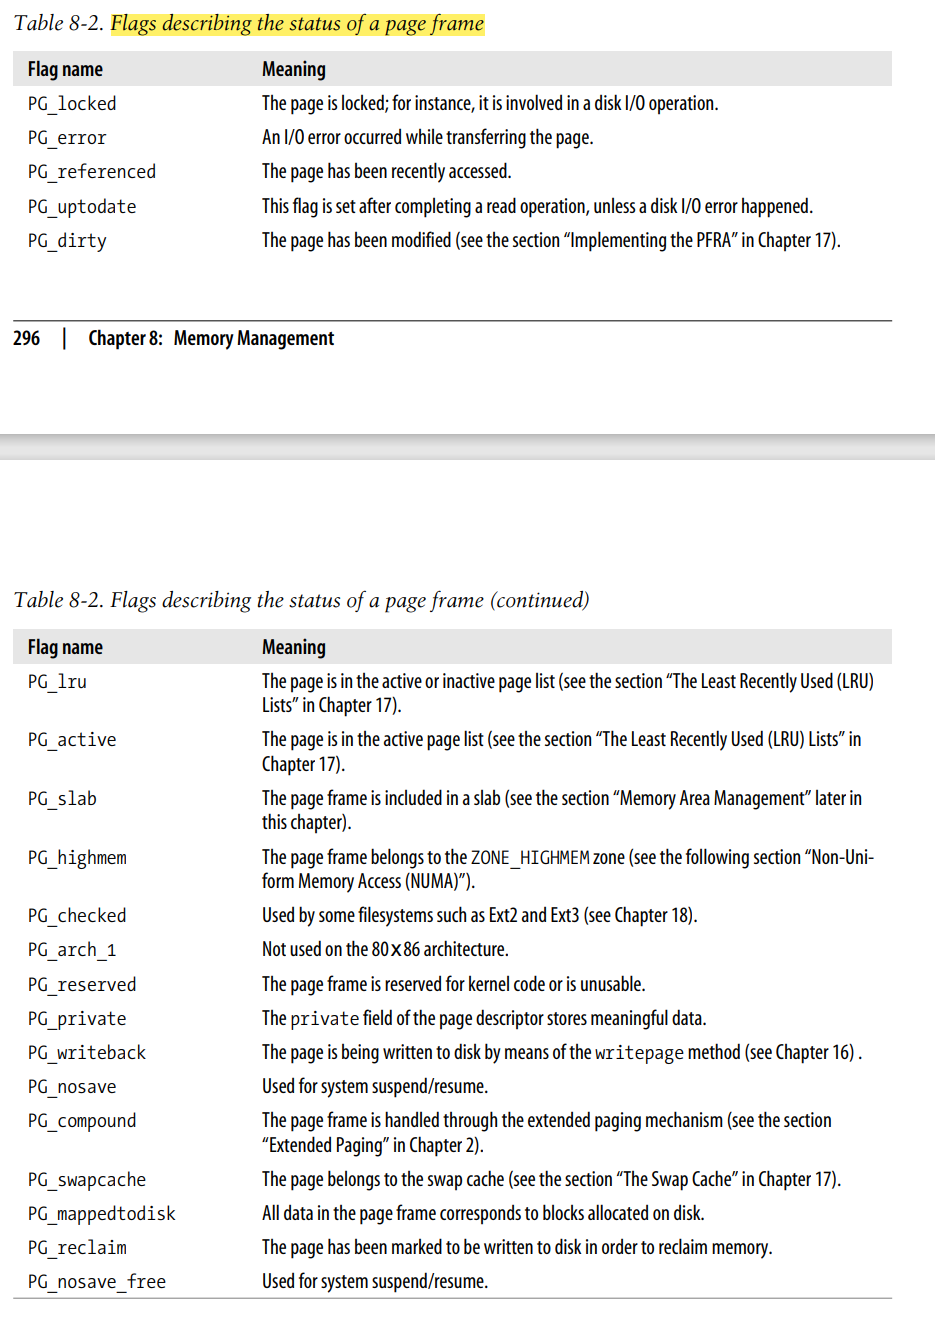 Table 8-2. Flags describing the status of a page frame
Flag name Meaning
PG_locked The page is locked; for instance, it is involved in a disk I/O operation.
PG_error An I/O error occurred while transferring the page.
PG_referenced The page has been recently accessed.
PG_uptodate This flag is set after completing a read operation, unless a disk I/O error happened.
PG_dirty The page has been modified (see the section “Implementing the PFRA” in Chapter 17).
296 | Chapter 8: Memory Management
Table 8-2. Flags describing the status of a page frame (continued)
Flag name Meaning
PG_lru The page is in the active or inactive page list (see the section “The Least Recently Used (LRU)
Lists” in Chapter 17).
PG_active The page is in the active page list (see the section “The Least Recently Used (LRU) Lists” in
Chapter 17).
PG_slab The page frame is included in a slab (see the section “Memory Area Management” later in
this chapter).
PG_highmem The page frame belongs to the ZONE_HIGHMEM zone (see the following section “Non-Uni-
form Memory Access (NUMA)”).
PG_checked Used by some filesystems such as Ext2 and Ext3 (see Chapter 18).
PG_arch_1 Not used on the 80×86 architecture.
PG_reserved The page frame is reserved for kernel code or is unusable.
PG_private The private field of the page descriptor stores meaningful data.
PG_writeback The page is being written to disk by means of the writepage method (see Chapter 16) .
PG_nosave Used for system suspend/resume.
PG_compound The page frame is handled through the extended paging mechanism (see the section
“Extended Paging” in Chapter 2).
PG_swapcache The page belongs to the swap cache (see the section “The Swap Cache” in Chapter 17).
PG_mappedtodisk All data in the page frame corresponds to blocks allocated on disk.
PG_reclaim The page has been marked to be written to disk in order to reclaim memory.
PG_nosave_free Used for system suspend/resume.